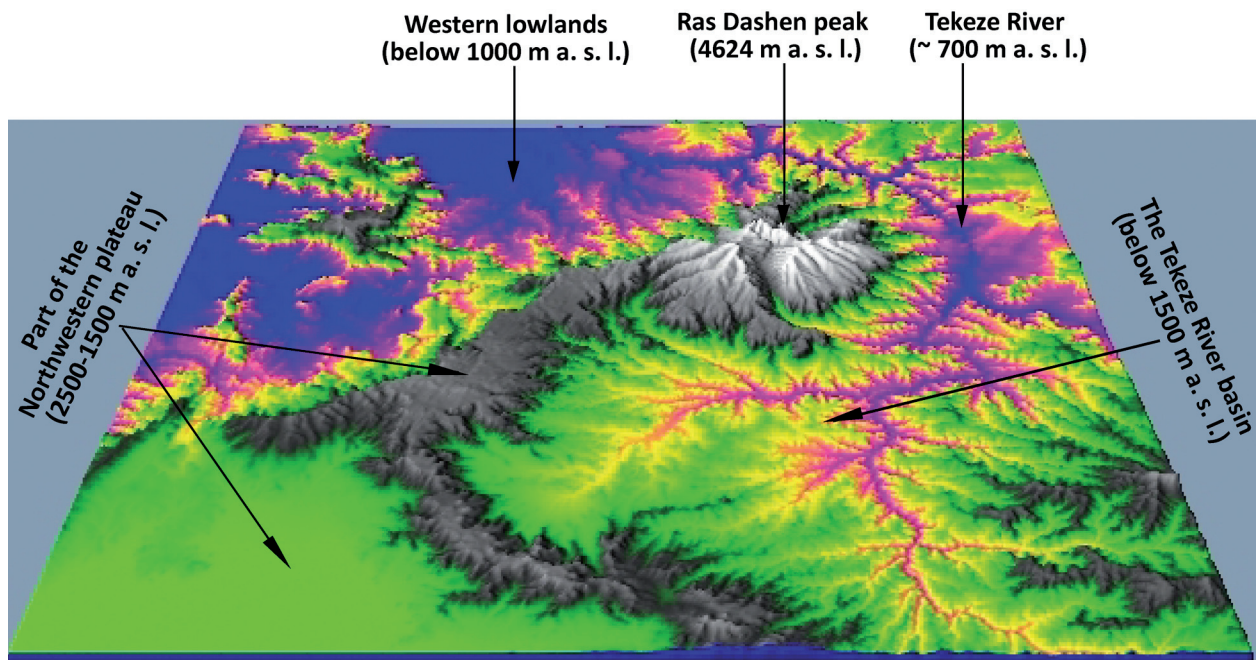 Western lowlands
(below 1000 m a. s. l.)
Ras Dashen peak
(4624 m a. s. l.)
Tekeze River
(~ 700 m a. s. l.)
Part of the
Northwestern plateau
(2500-1500 m a. s. l.)
The Tekeze River basin
(below 1500 m a. s. l.)